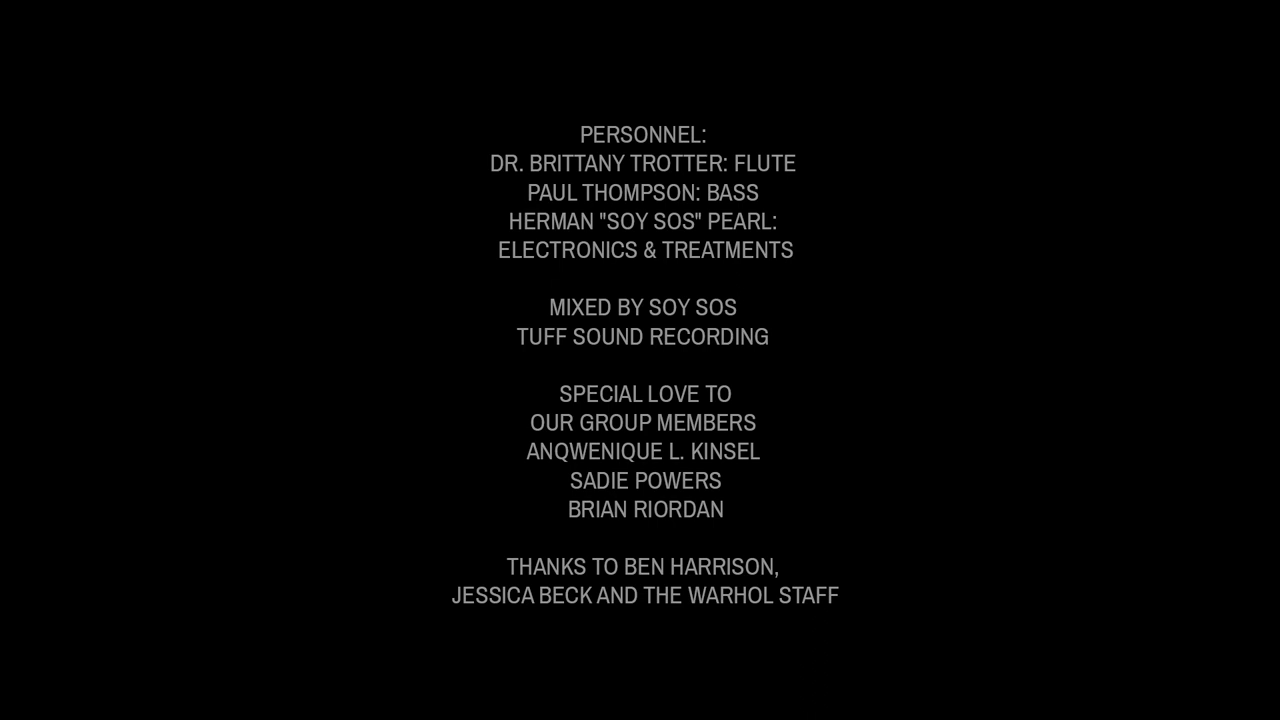 PERSONNEL:
DR. BRITTANY TROTTER: FLUTE
PAUL THOMPSON: BASS
HERMAN "SOY SOS" PEARL:
ELECTRONICS & TREATMENTS
MIXED BY SOY SOS
TUFF SOUND RECORDING
SPECIAL LOVE TO
OUR GROUP MEMBERS
ANQWENIQUE L. KINSEL
SADIE POWERS
BRIAN RIORDAN
THANKS TO BEN HARRISON,
JESSICA BECK AND THE WARHOL STAFF